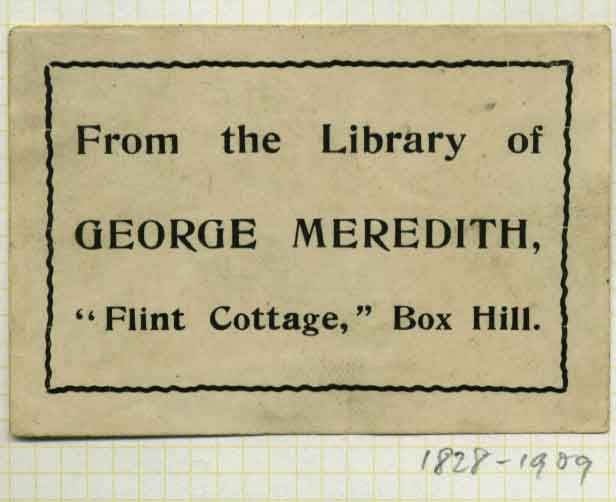 From the Library of
GEORGE MEREDITH,
“Flint Cottage,” Box Hill.
1828-1909